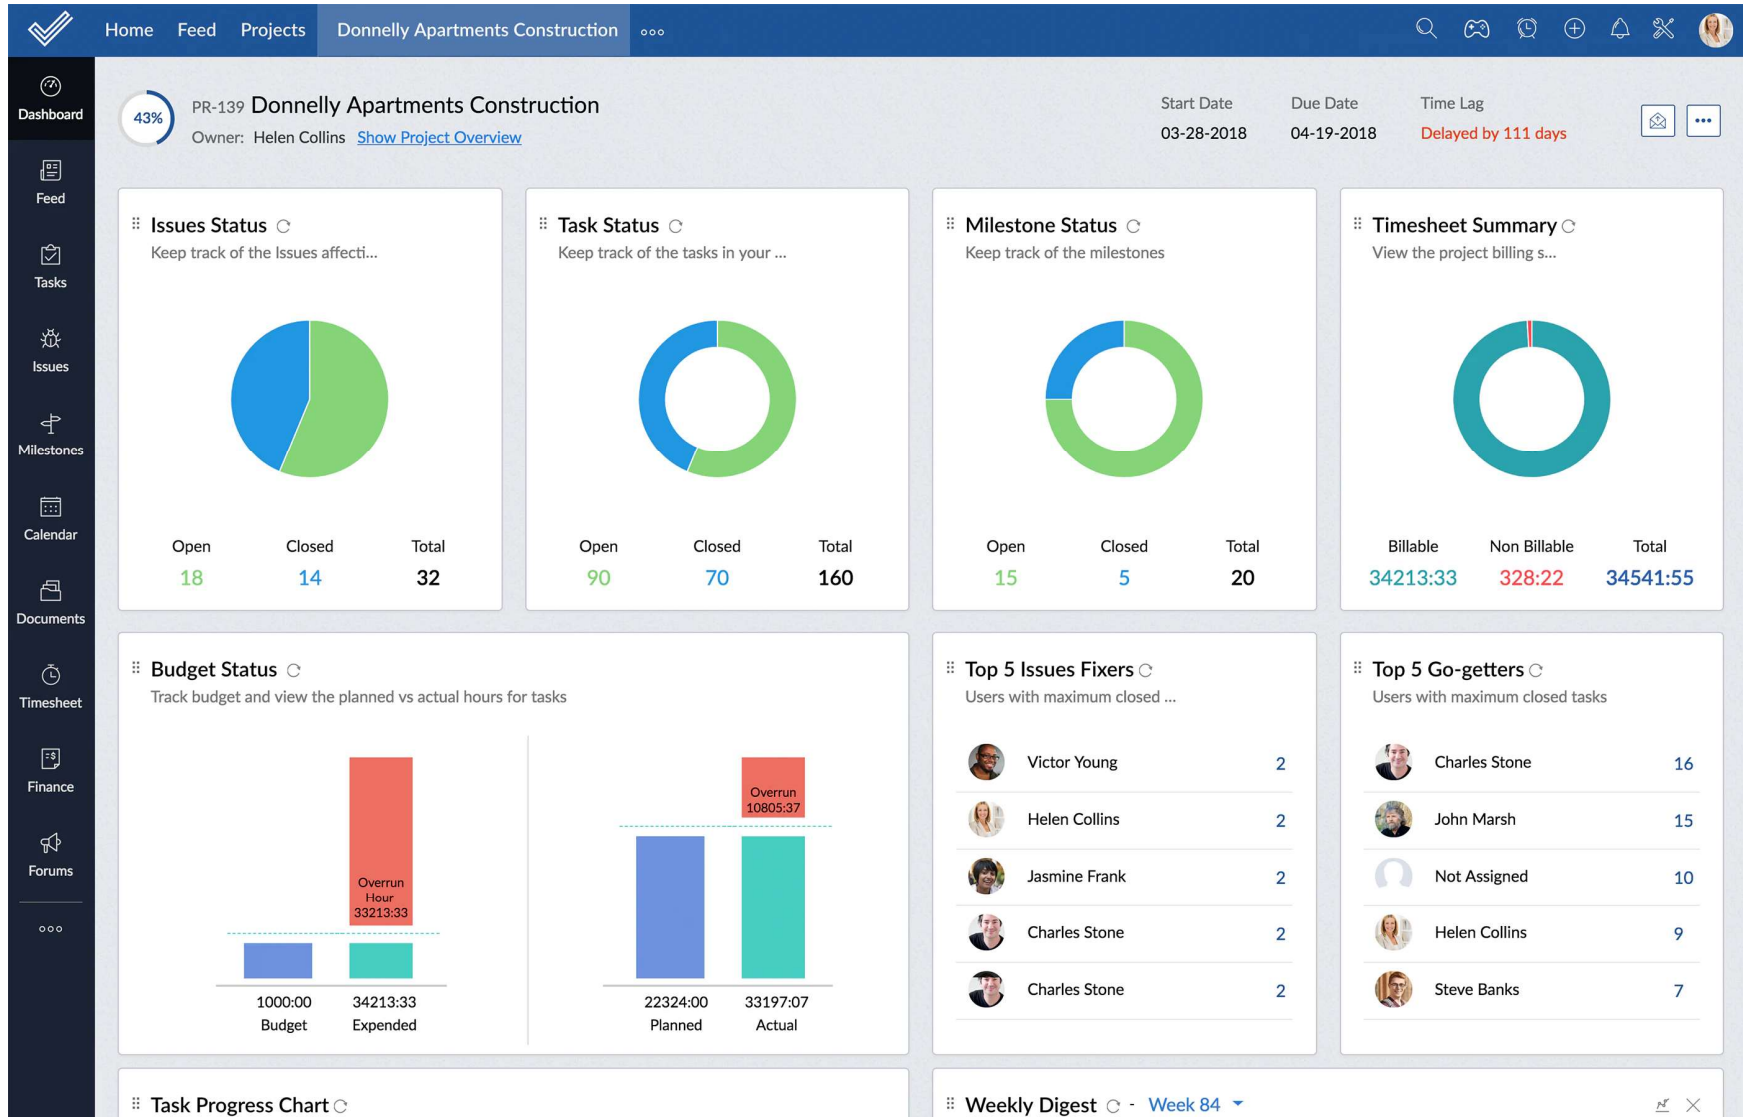 Home Feed Projects Donnelly Apartments Construction
Dashboard
Feed
Tasks
Issues
Milestones
Calendar
Documents
Timesheet
Finance
Forums
43%
PR-139 Donnelly Apartments Construction
Owner: Helen Collins Show Project Overview
Start Date Due Date Time Lag
03-28-2018 04-19-2018 Delayed by 111 days
Issues Status
Keep track of the Issues affecti...
Open Closed Total
18 14 32
Task Status
Keep track of the tasks in your ...
Open Closed Total
90 70 160
Milestone Status
Keep track of the milestones
Open Closed Total
15 5 20
Timesheet Summary
View the project billing s...
Billable Non Billable Total
34213:33 328:22 34541:55
Budget Status
Track budget and view the planned vs actual hours for tasks
Overrun
Hour
33213:33
1000:00 34213:33
Budget Expended
Overrun
10805:37
22324:00 33197:07
Planned Actual
Top 5 Issues Fixers
Users with maximum closed ...
Victor Young 2
Helen Collins 2
Jasmine Frank 2
Charles Stone 2
Charles Stone 2
Top 5 Go-getters
Users with maximum closed tasks
Charles Stone 16
John Marsh 15
Not Assigned 10
Helen Collins 9
Steve Banks 7
Task Progress Chart
Weekly Digest - Week 84